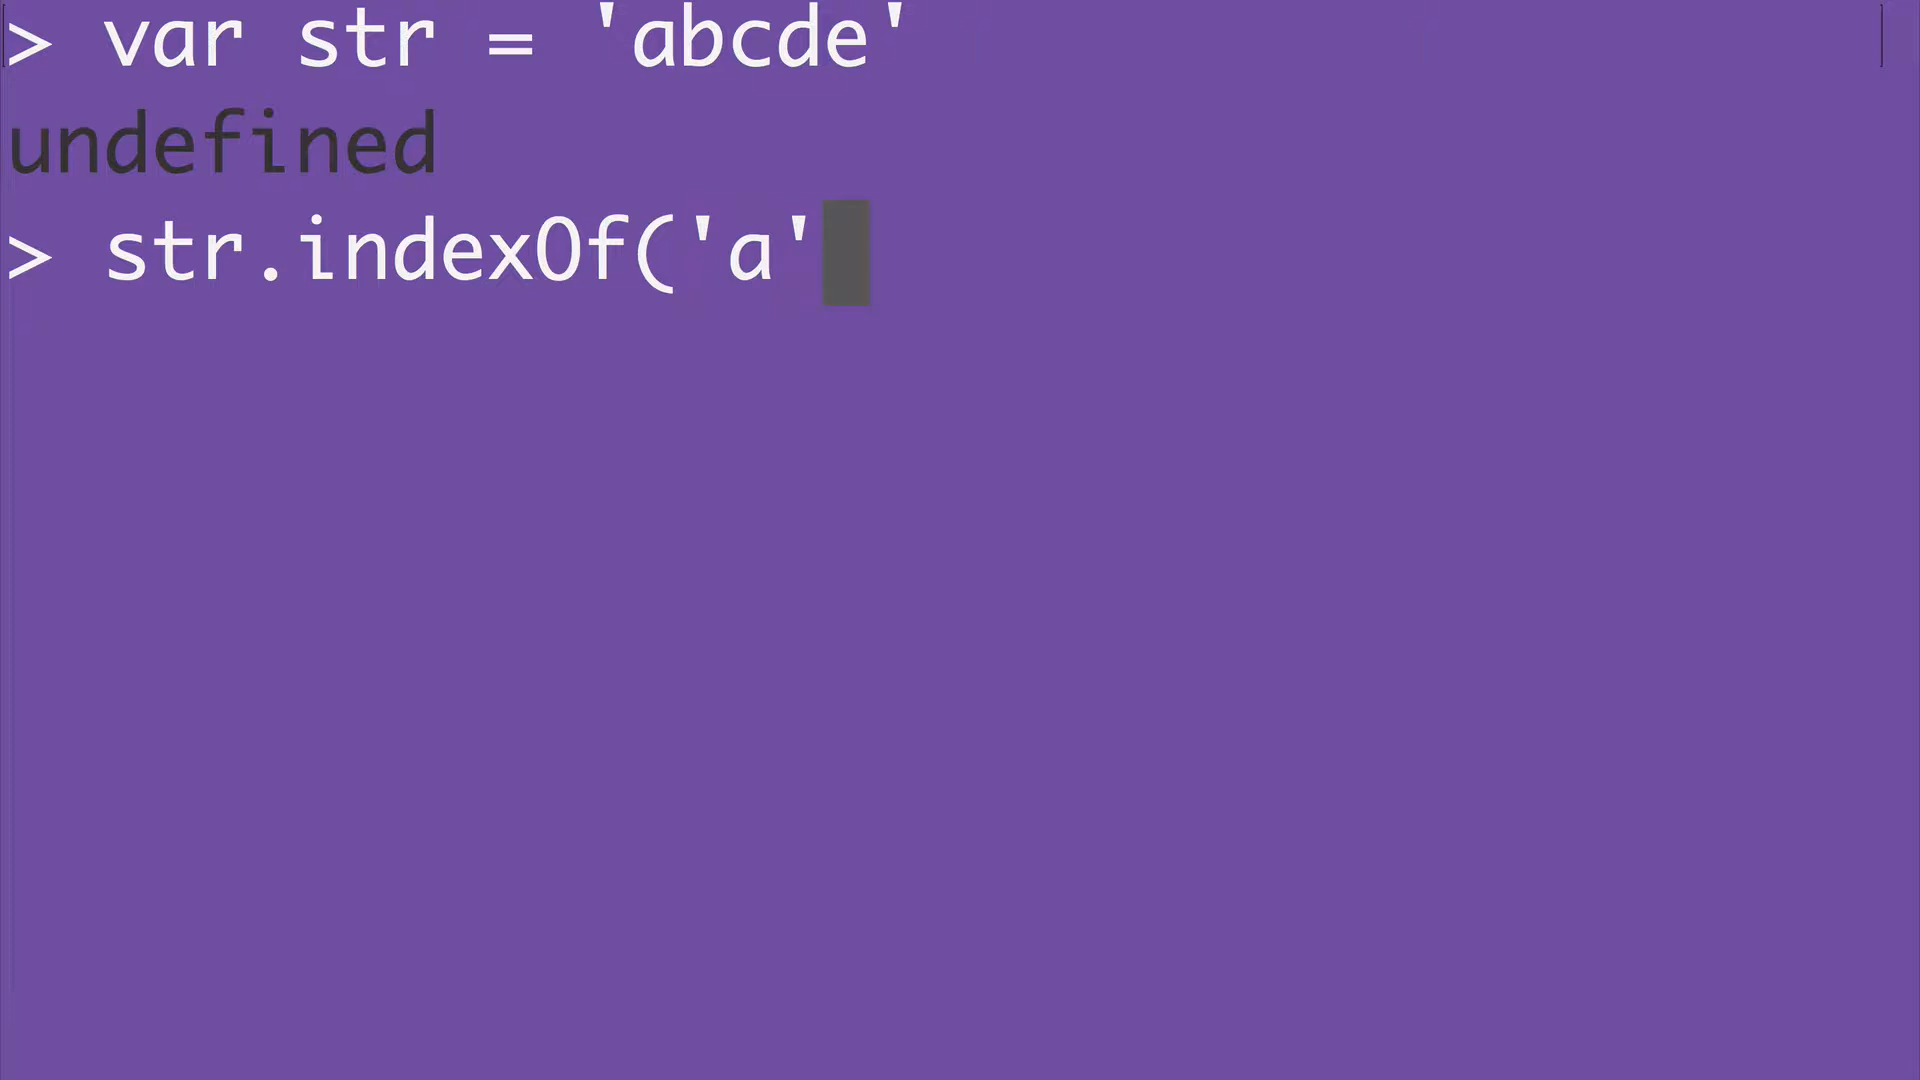 > var str = 'abcde'
undefined
> str.indexOf('a'